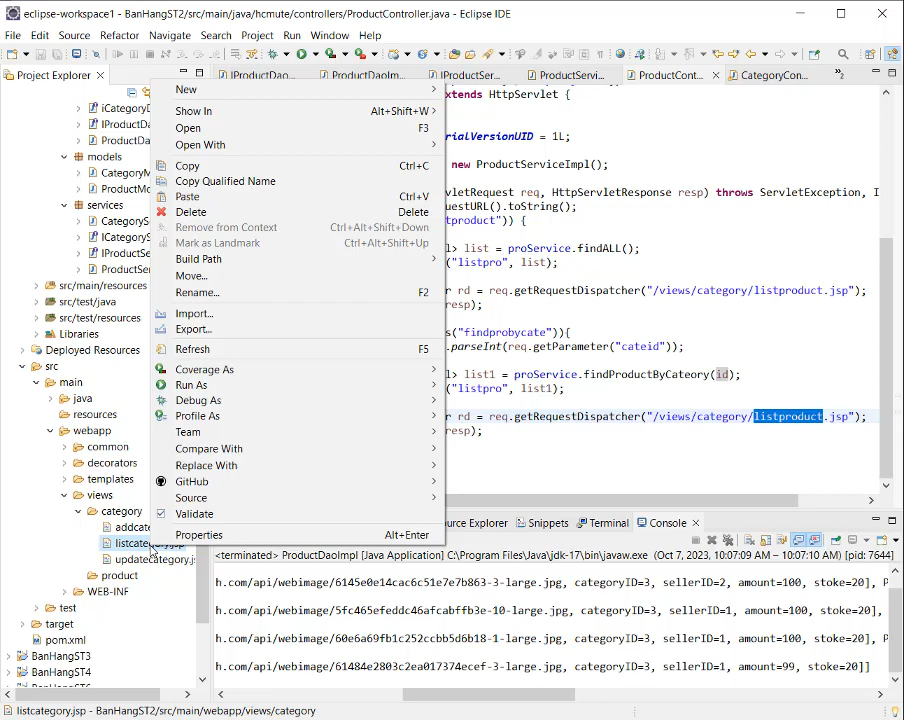 eclipse-workspace1 - BanHangST2/src/main/java/hcmute/controllers/ProductController.java - Eclipse IDE
File Edit Source Refactor Navigate Search Project Run Window Help
Project Explorer
IProductDao...
ProductDaoIm...
IProductSer...
ProductServi...
ProductCont...
CategoryCon...
iCategoryD
IProductDa
ProductDa
models
CategoryM
ProductMo
services
CategorySe
ICategoryS
IProductSe
ProductSer
src/main/resources
src/test/java
src/test/resources
Libraries
Deployed Resources
src
main
java
resources
webapp
common
decorators
templates
views
category
addcate
listcategory.jsp
updatecategory.j
product
WEB-INF
test
target
pom.xml
BanHangST3
BanHangST4
New
Show In Alt+Shift+W
Open F3
Open With
Copy Ctrl+C
Copy Qualified Name
Paste Ctrl+V
Delete Delete
Remove from Context Ctrl+Alt+Shift+Down
Mark as Landmark Ctrl+Alt+Shift+Up
Build Path
Move...
Rename... F2
Import...
Export...
Refresh F5
Coverage As
Run As
Debug As
Profile As
Team
Compare With
Replace With
GitHub
Source
Validate
Properties Alt+Enter
extends HttpServlet {
rialVersionUID = 1L;
new ProductServiceImpl();
vletRequest req, HttpServletResponse resp) throws ServletException, I
questURL().toString();
tproduct")) {
l> list = proService.findALL();
("listpro", list);
r rd = req.getRequestDispatcher("/views/category/listproduct.jsp");
resp);
s("findprobycate")){
.parseInt(req.getParameter("cateid"));
l> list1 = proService.findProductByCateory(id);
("listpro", list1);
r rd = req.getRequestDispatcher("/views/category/listproduct.jsp");
resp);
ource Explorer
Snippets
Terminal
Console
<terminated> ProductDaoImpl [Java Application] C:\Program Files\Java\jdk-17\bin\javaw.exe (Oct 7, 2023, 10:07:09 AM – 10:07:10 AM) [pid: 7644]
h.com/api/webimage/6145e0e14cac6c51e7e7b863-3-large.jpg, categoryID=3, sellerID=2, amount=100, stoke=20], P
h.com/api/webimage/5fc465efeddc46afcabffb3e-10-large.jpg, categoryID=3, sellerID=1, amount=100, stoke=20],
h.com/api/webimage/60e6a69fb1c252ccbb5d6b18-1-large.jpg, categoryID=3, sellerID=1, amount=100, stoke=20], P
h.com/api/webimage/61484e2803c2ea017374ecef-3-large.jpg, categoryID=3, sellerID=1, amount=99, stoke=20]]
listcategory.jsp - BanHangST2/src/main/webapp/views/category